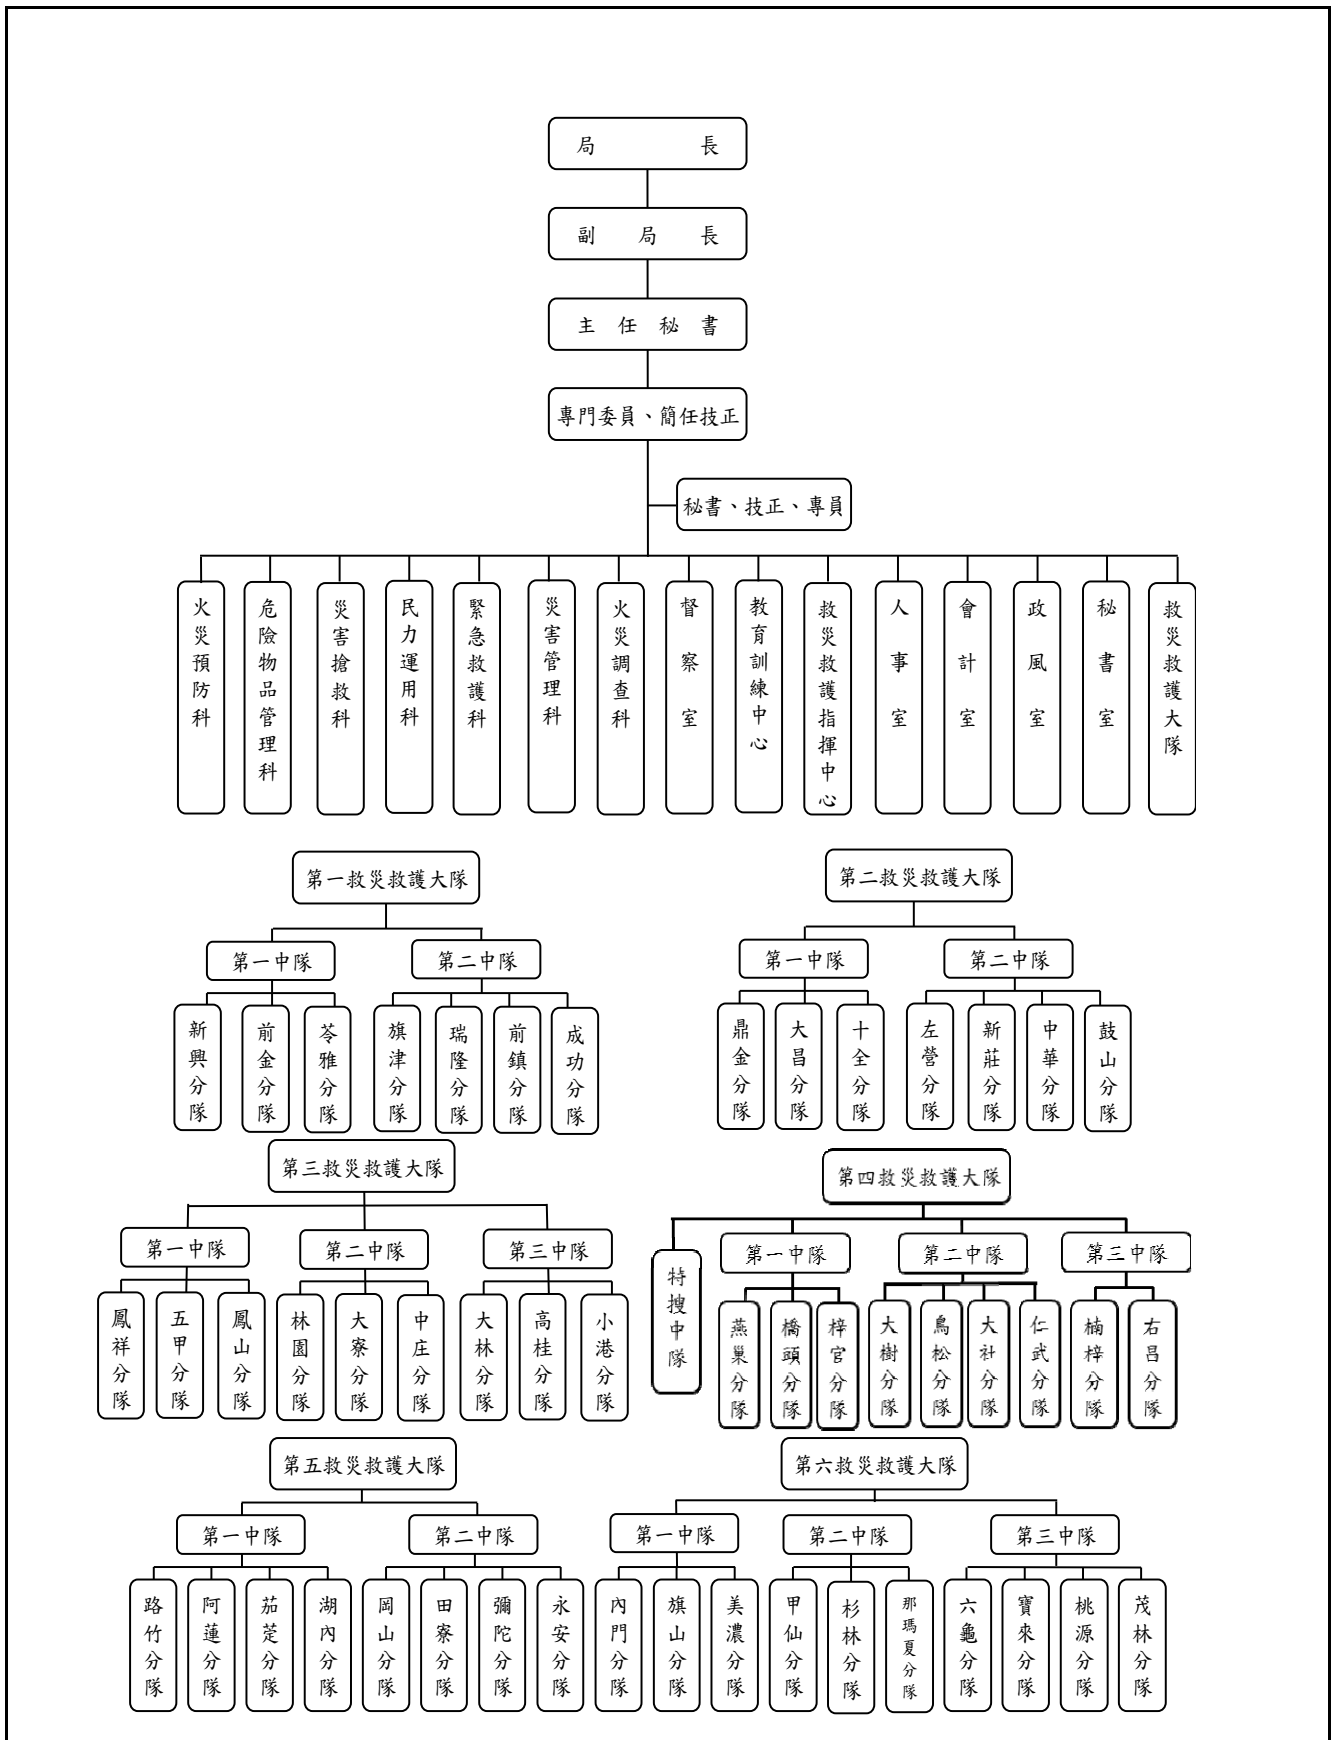 局長
副局長
主任秘書
專門委員、簡任技正
秘書、技正、專員
火災預防科
危險物品管理科
災害搶救科
民力運用科
緊急救護科
災害管理科
火災調查科
督察室
教育訓練中心
救災救護指揮中心
人事室
會計室
政風室
秘書室
救災救護大隊
第一救災救護大隊
第一中隊
第二中隊
新興分隊
前金分隊
苓雅分隊
旗津分隊
瑞隆分隊
前鎮分隊
成功分隊
第二救災救護大隊
第一中隊
第二中隊
鼎金分隊
大昌分隊
十全分隊
左營分隊
新莊分隊
中華分隊
鼓山分隊
第三救災救護大隊
第一中隊
第二中隊
第三中隊
鳳祥分隊
五甲分隊
鳳山分隊
林園分隊
大寮分隊
中庄分隊
大林分隊
高桂分隊
小港分隊
第四救災救護大隊
特搜中隊
第一中隊
第二中隊
第三中隊
燕巢分隊
橋頭分隊
梓官分隊
大樹分隊
鳥松分隊
大社分隊
仁武分隊
楠梓分隊
右昌分隊
第五救災救護大隊
第一中隊
第二中隊
路竹分隊
阿蓮分隊
茄萣分隊
湖內分隊
岡山分隊
田寮分隊
彌陀分隊
永安分隊
第六救災救護大隊
第一中隊
第二中隊
第三中隊
內門分隊
旗山分隊
美濃分隊
甲仙分隊
杉林分隊
那瑪夏分隊
六龜分隊
寶來分隊
桃源分隊
茂林分隊